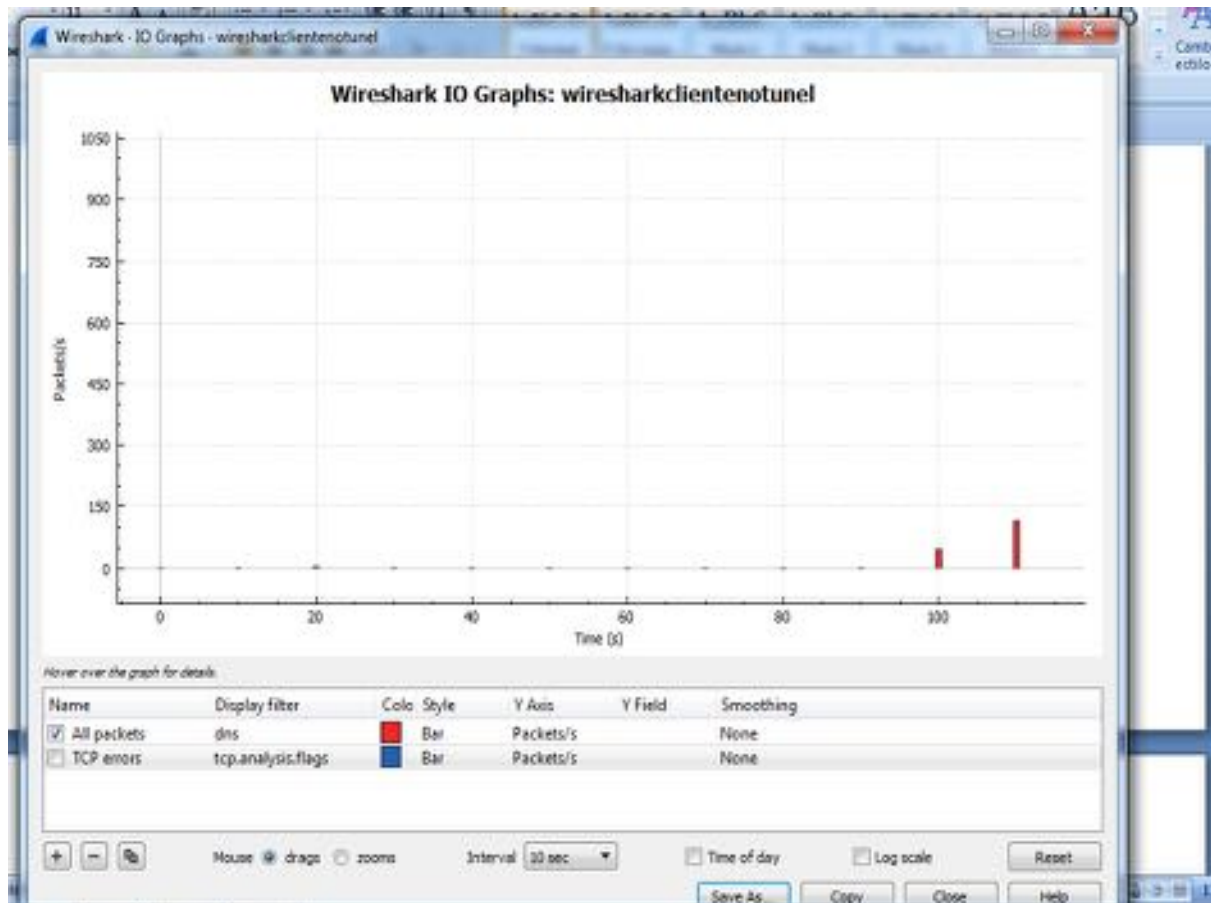 Wireshark · IO Graphs · wiresharkclientenotunel
Wireshark IO Graphs: wiresharkclientenotunel
1050
900
750
600
450
300
150
0
Packets/s
0 20 40 60 80 100
Time (s)
Hover over the graph for details.
Name Display filter Colo Style Y Axis Y Field Smoothing
All packets dns Bar Packets/s None
TCP errors tcp.analysis.flags Bar Packets/s None
Mouse drags zooms Interval 10 sec Time of day Log scale Reset
Save As... Copy Close Help